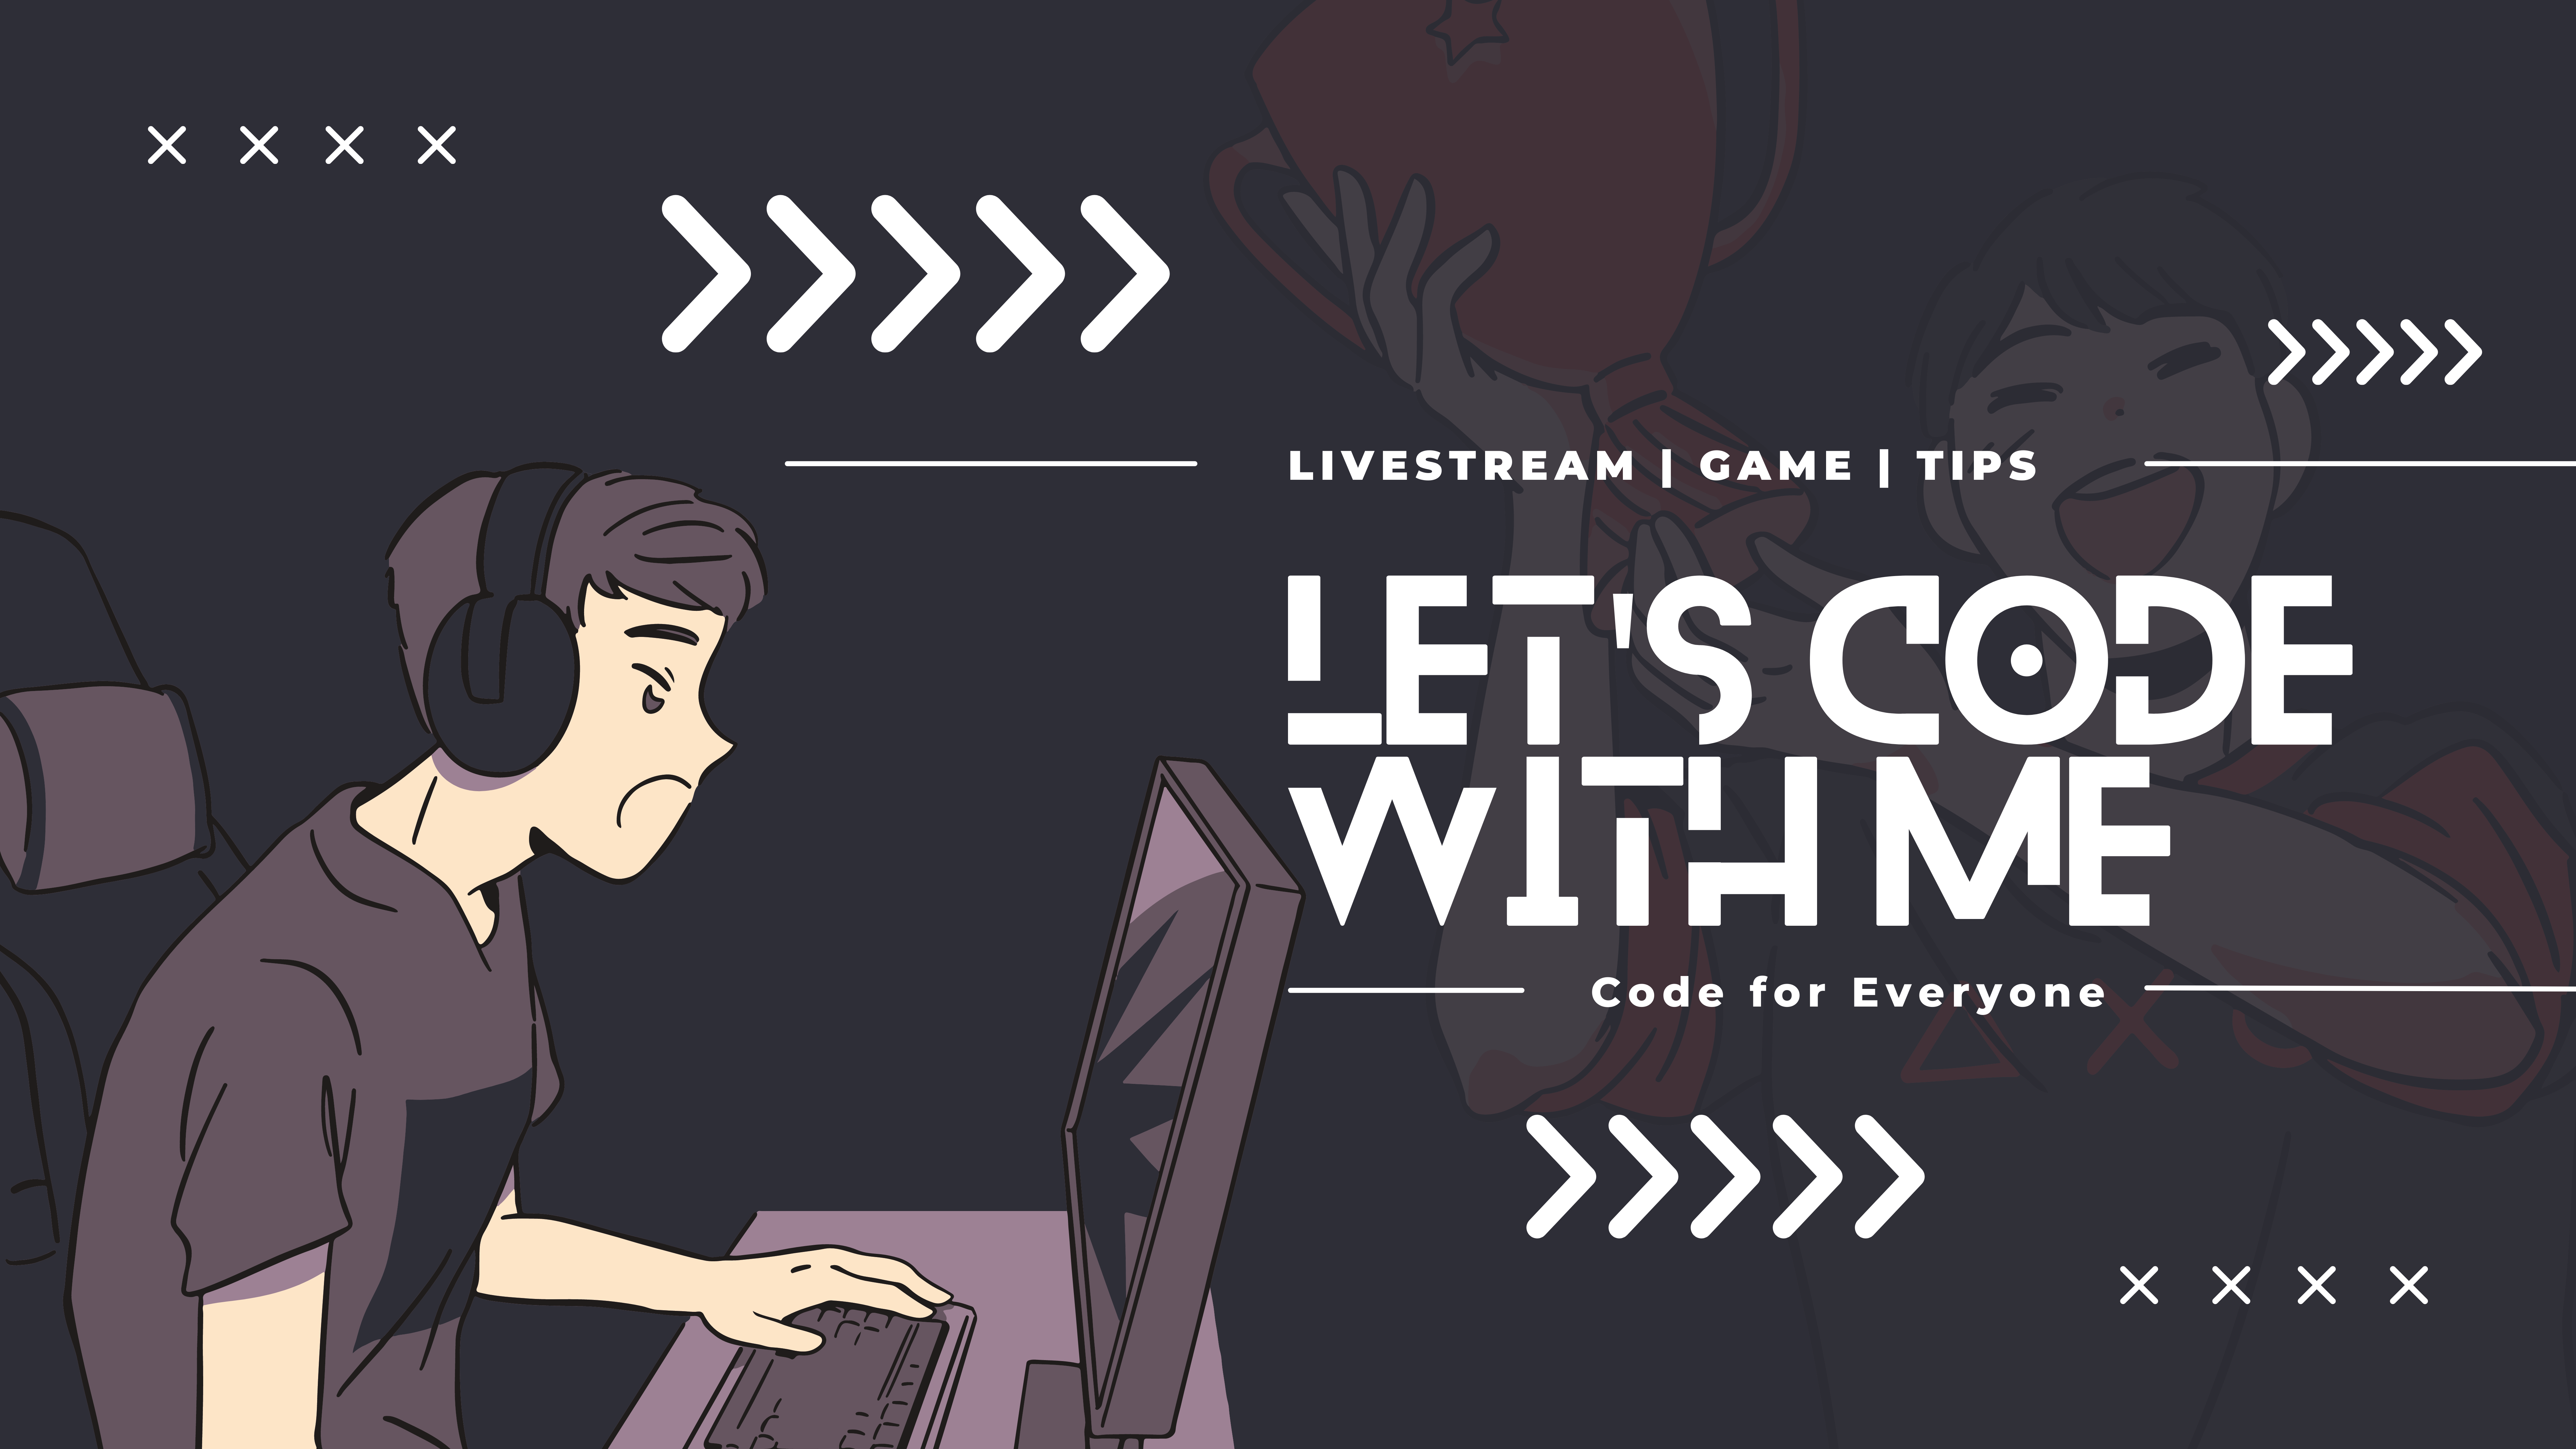 LIVESTREAM | GAME | TIPS
LET'S CODE
WITH ME
Code for Everyone